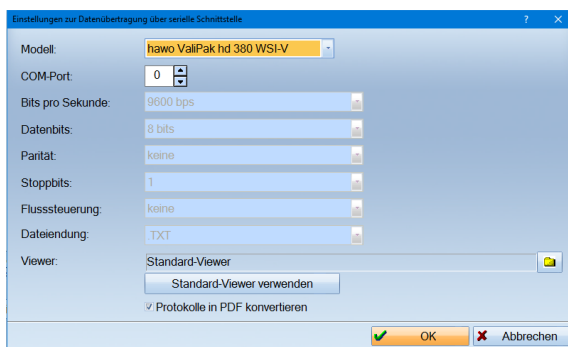 Einstellungen zur Datenübertragung über serielle Schnittstelle
Modell: hawo ValiPak hd 380 WSI-V
COM-Port: 0
Bits pro Sekunde: 9600 bps
Datenbits: 8 bits
Parität: keine
Stoppbits: 1
Flusssteuerung: keine
Dateiendung: .TXT
Viewer: Standard-Viewer
Standard-Viewer verwenden
Protokolle in PDF konvertieren
OK Abbrechen